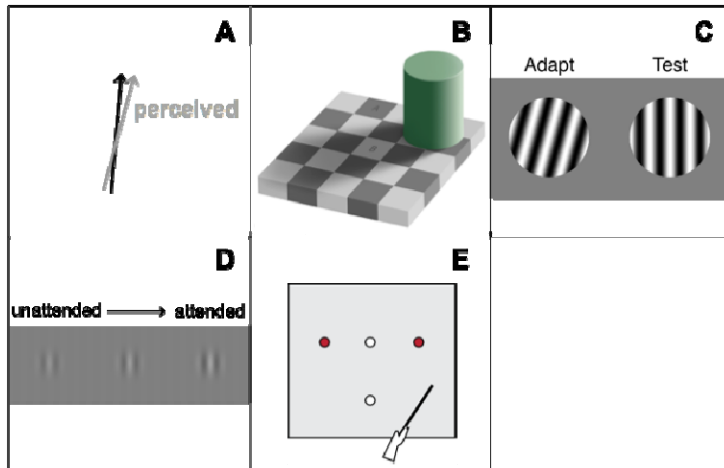 A
perceived
B
A
B
C
Adapt Test
D
unattended attended
E